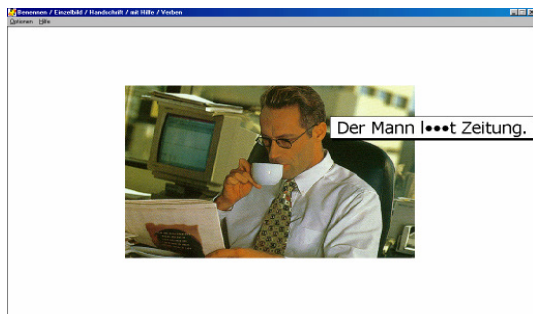 Benennen / Einzelbild / Handschrift / mit Hilfe / Verben
Optionen Hilfe
Der Mann l•••t Zeitung.